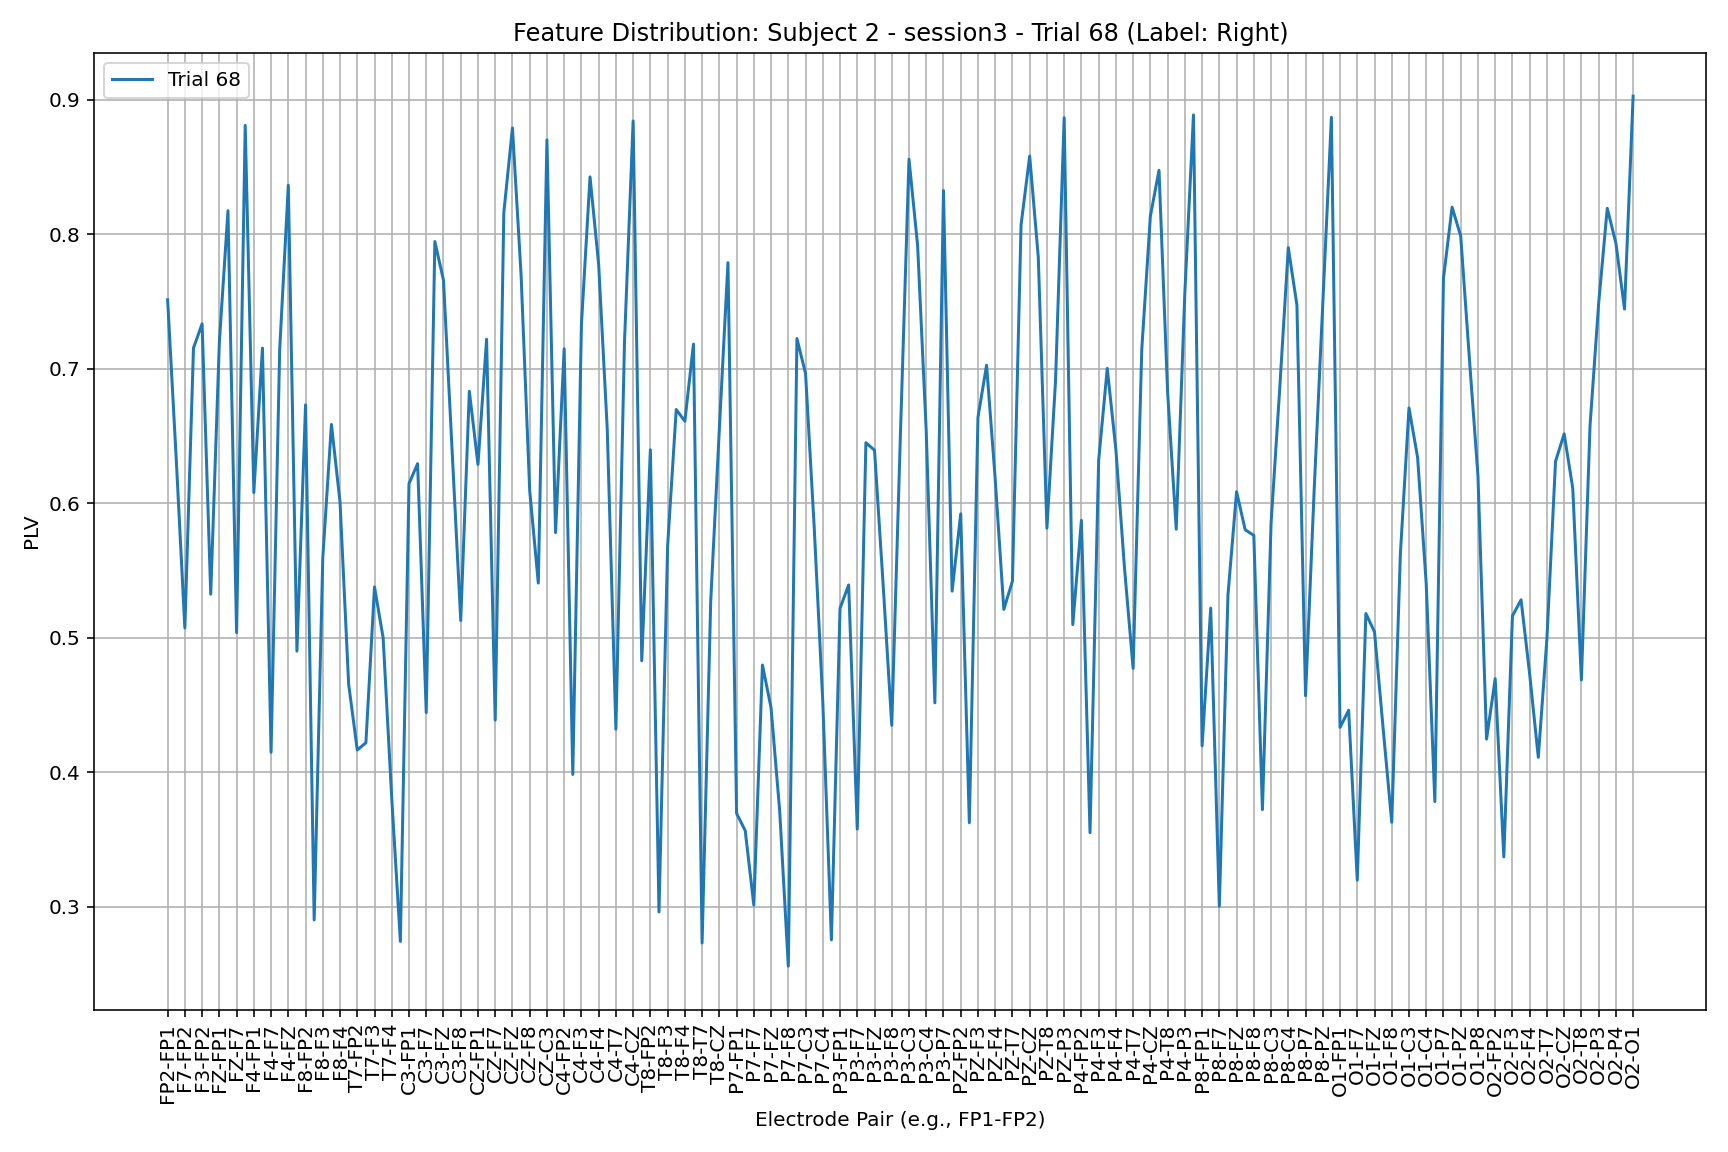 Feature Distribution: Subject 2 - session3 - Trial 68 (Label: Right)
Trial 68
PLV
0.9
0.8
0.7
0.6
0.5
0.4
0.3
FP2-FP1
F7-FP2
F3-FP2
FZ-FP1
FZ-F7
F4-FP1
F4-F7
F4-FZ
F8-FP2
F8-F3
F8-F4
T7-FP2
T7-F3
T7-F4
C3-FP1
C3-F7
C3-FZ
C3-F8
CZ-FP1
CZ-F7
CZ-FZ
CZ-F8
CZ-C3
C4-FP2
C4-F3
C4-F4
C4-T7
C4-CZ
T8-FP2
T8-F3
T8-F4
T8-T7
T8-CZ
P7-FP1
P7-F7
P7-FZ
P7-F8
P7-C3
P7-C4
P3-FP1
P3-F7
P3-FZ
P3-F8
P3-C3
P3-C4
P3-P7
PZ-FP2
PZ-F3
PZ-F4
PZ-T7
PZ-CZ
PZ-T8
PZ-P3
P4-FP2
P4-F3
P4-F4
P4-T7
P4-CZ
P4-T8
P4-P3
P8-FP1
P8-F7
P8-FZ
P8-F8
P8-C3
P8-C4
P8-P7
P8-PZ
O1-FP1
O1-F7
O1-FZ
O1-F8
O1-C3
O1-C4
O1-P7
O1-PZ
O1-P8
O2-FP2
O2-F3
O2-F4
O2-T7
O2-CZ
O2-T8
O2-P3
O2-P4
O2-O1
Electrode Pair (e.g., FP1-FP2)